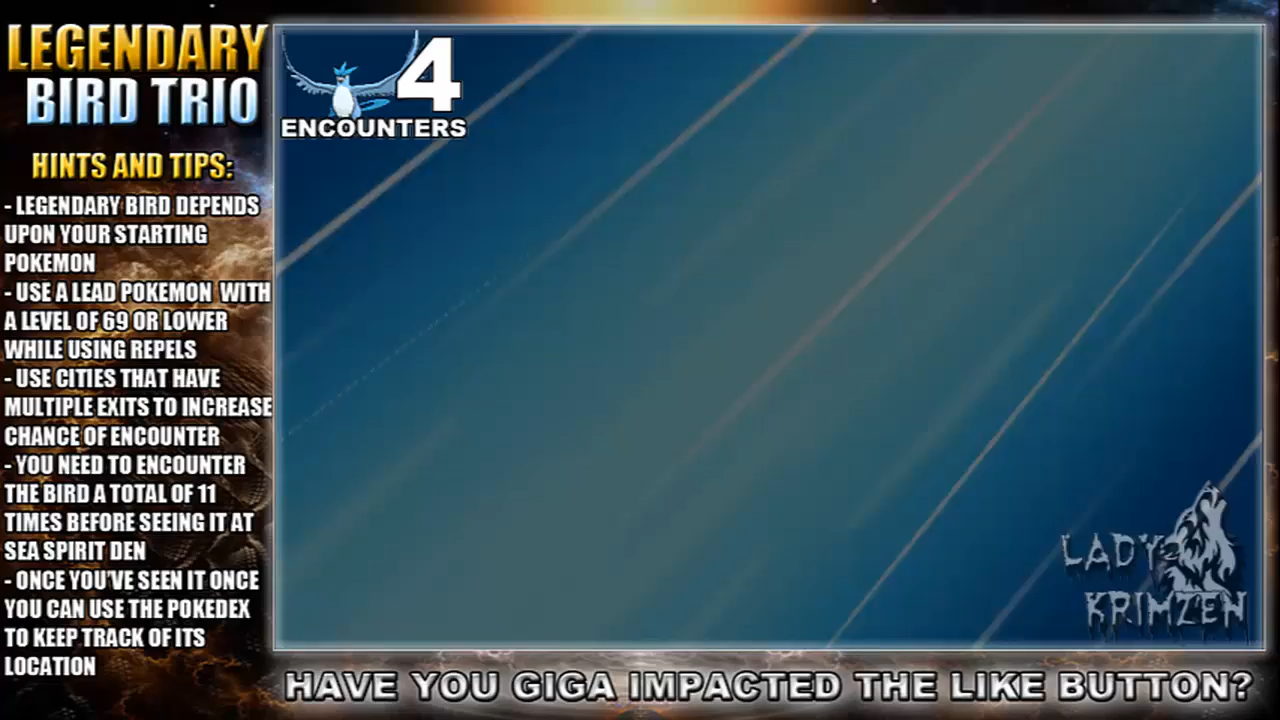 LEGENDARY
BIRD TRIO
HINTS AND TIPS:
- LEGENDARY BIRD DEPENDS
UPON YOUR STARTING
POKEMON
- USE A LEAD POKEMON WITH
A LEVEL OF 69 OR LOWER
WHILE USING REPELS
- USE CITIES THAT HAVE
MULTIPLE EXITS TO INCREASE
CHANCE OF ENCOUNTER
- YOU NEED TO ENCOUNTER
THE BIRD A TOTAL OF 11
TIMES BEFORE SEEING IT AT
SEA SPIRIT DEN
- ONCE YOU'VE SEEN IT ONCE
YOU CAN USE THE POKEDEX
TO KEEP TRACK OF ITS
LOCATION
4
ENCOUNTERS
LADY
KRIMZEN
HAVE YOU GIGA IMPACTED THE LIKE BUTTON?